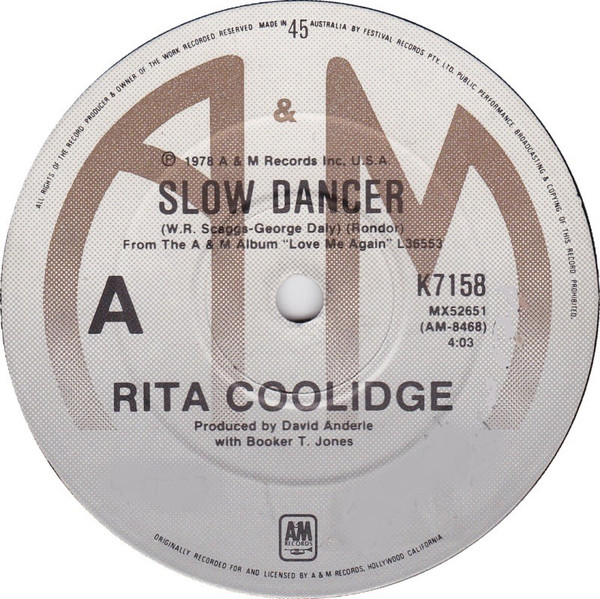 ALL RIGHTS OF THE RECORD PRODUCER & OWNER OF THE WORK RECORDED RESERVED MADE IN 45 AUSTRALIA BY FESTIVAL RECORDS PTY. LTD. PUBLIC PERFORMANCE BROADCASTING & COPYING OF THIS RECORD PROHIBITED.
A & M
℗ 1978 A & M Records Inc. U.S.A.
SLOW DANCER
(W.R. Scaggs-George Daly) (Rondor)
From The A & M Album "Love Me Again" L36553
A
K7158
MX52651
(AM-8468)
4:03
RITA COOLIDGE
Produced by David Anderle
with Booker T. Jones
A&M
RECORDS
ORIGINALLY RECORDED FOR AND LICENSED BY A & M RECORDS, HOLLYWOOD CALIFORNIA